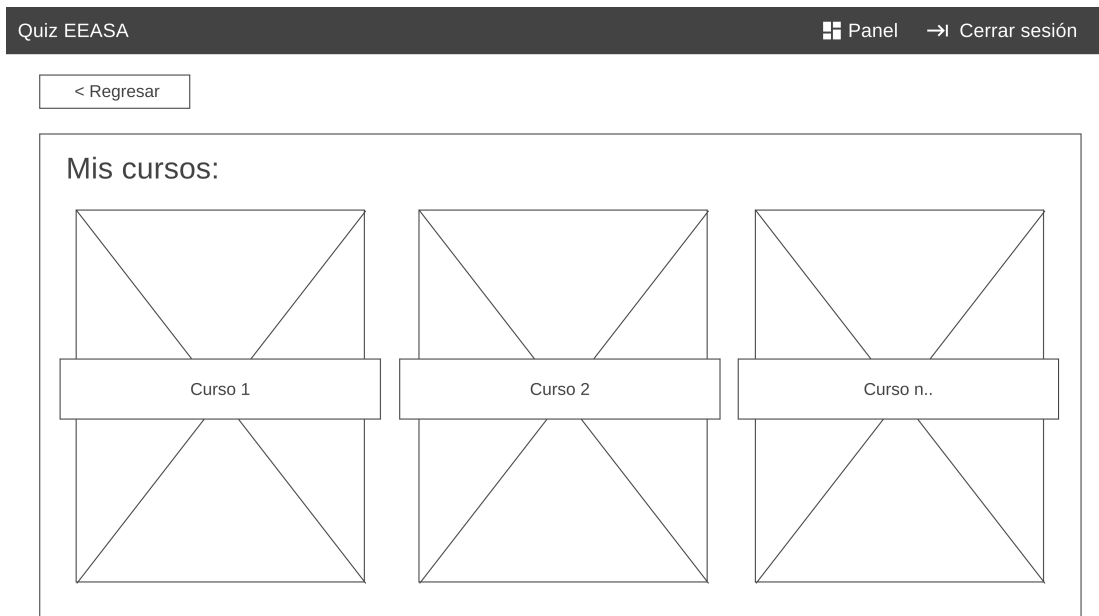 Quiz EEASA
Panel
Cerrar sesión
< Regresar
Mis cursos:
Curso 1
Curso 2
Curso n..